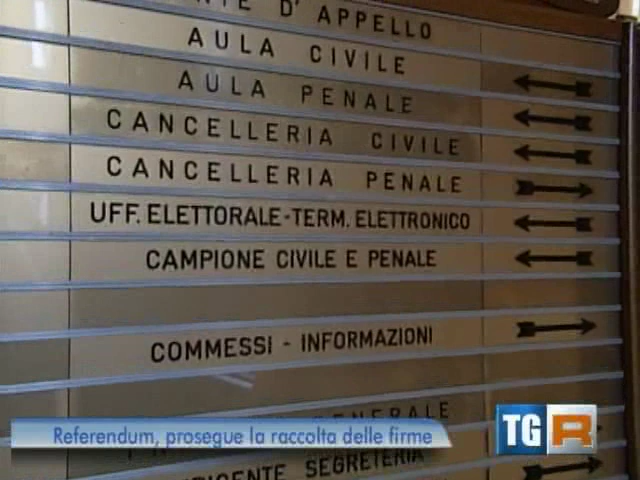 D' APPELLO
AULA CIVILE
AULA PENALE
CANCELLERIA CIVILE
CANCELLERIA PENALE
UFF. ELETTORALE-TERM. ELETTRONICO
CAMPIONE CIVILE E PENALE
COMMESSI - INFORMAZIONI
GENERALE
Referendum, prosegue la raccolta delle firme
TGR
SEGRETERIA